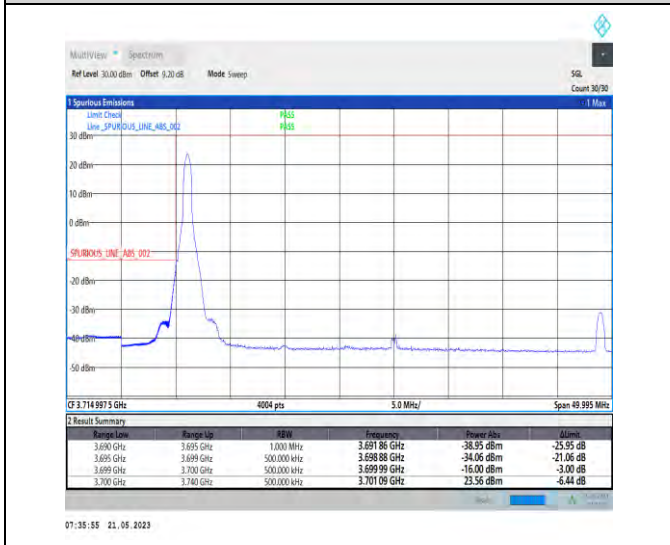 MultiView Spectrum
Ref Level 30.00 dBm Offset 9.20 dB Mode Sweep SGL
Count 30/30
1 Spurious Emissions 1 Max
Limit Check PASS
Line _SPURIOUS_LINE_ABS_002 PASS
30 dBm
20 dBm
10 dBm
0 dBm
_SPURIOUS_LINE_ABS_002
-20 dBm
-30 dBm
-40 dBm
-50 dBm
CF 3.714 997 5 GHz 4004 pts 5.0 MHz/ Span 49.995 MHz
2 Result Summary
Range Low Range Up RBW Frequency Power Abs ΔLimit
3.690 GHz 3.695 GHz 1.000 MHz 3.691 86 GHz -38.95 dBm -25.95 dB
3.695 GHz 3.699 GHz 500.000 kHz 3.698 88 GHz -34.06 dBm -21.06 dB
3.699 GHz 3.700 GHz 500.000 kHz 3.699 99 GHz -16.00 dBm -3.00 dB
3.700 GHz 3.740 GHz 500.000 kHz 3.701 09 GHz 23.56 dBm -6.44 dB
07:35:55 21.05.2023